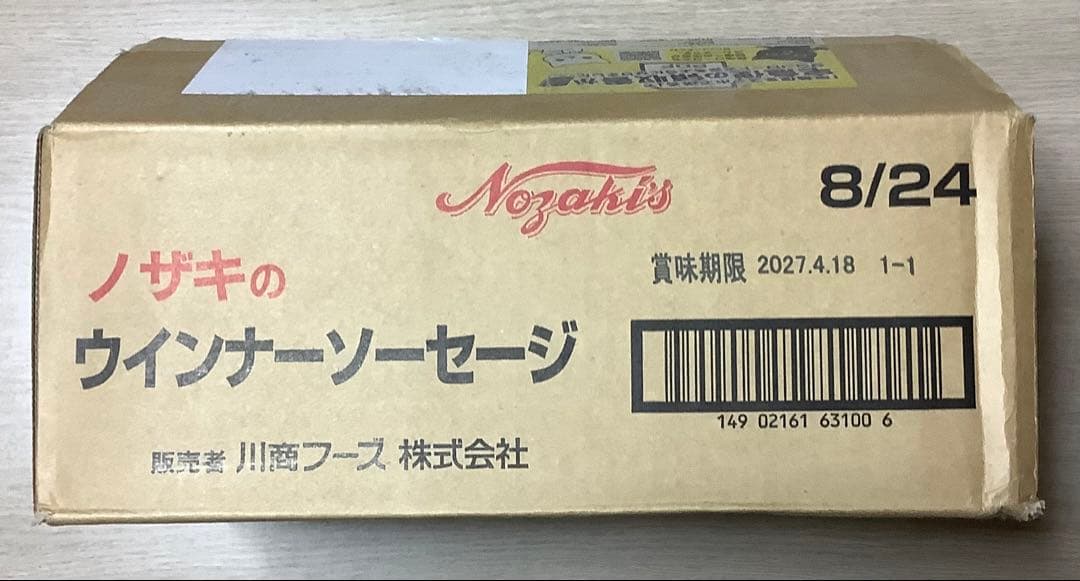 Nozaki's
8/24
ノザキの
賞味期限 2027.4.18 1-1
ウインナーソーセージ
149 02161 63100 6
販売者 川商フーズ 株式会社